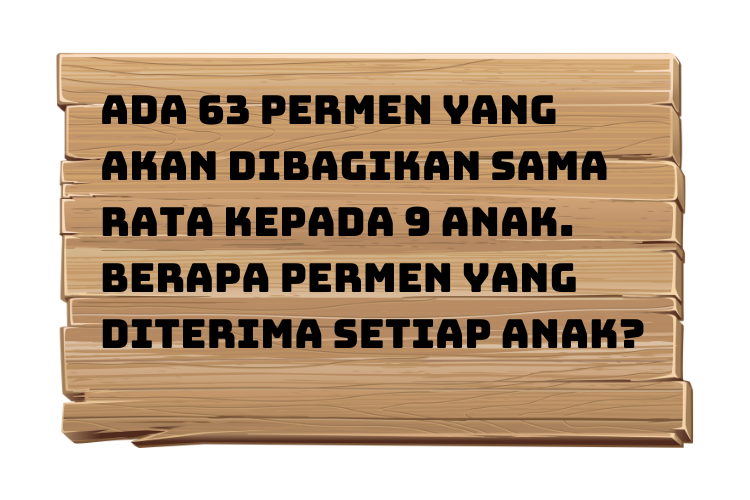 ADA 63 PERMEN YANG
AKAN DIBAGIKAN SAMA
RATA KEPADA 9 ANAK.
BERAPA PERMEN YANG
DITERIMA SETIAP ANAK?